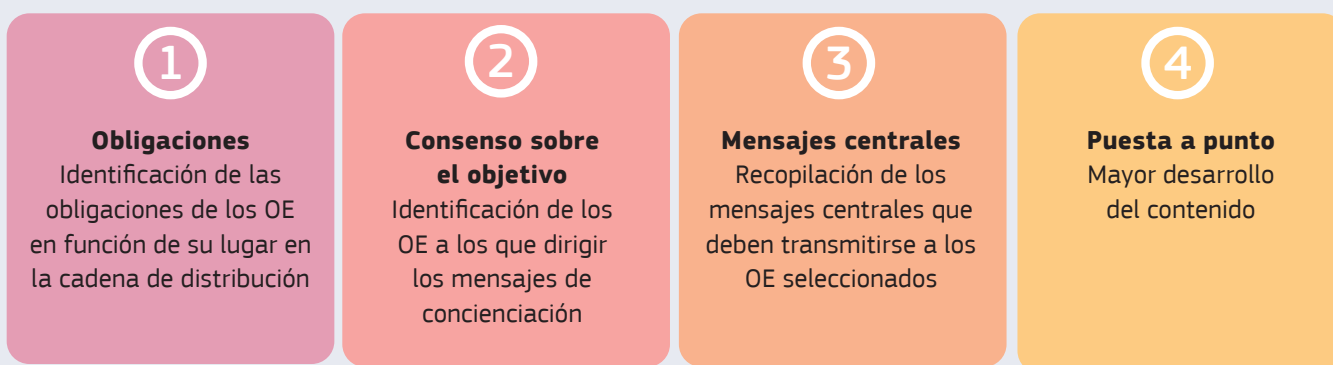 1
Obligaciones
Identificación de las
obligaciones de los OE
en función de su lugar en
la cadena de distribución
2
Consenso sobre
el objetivo
Identificación de los
OE a los que dirigir
los mensajes de
concienciación
3
Mensajes centrales
Recopilación de los
mensajes centrales que
deben transmitirse a los
OE seleccionados
4
Puesta a punto
Mayor desarrollo
del contenido